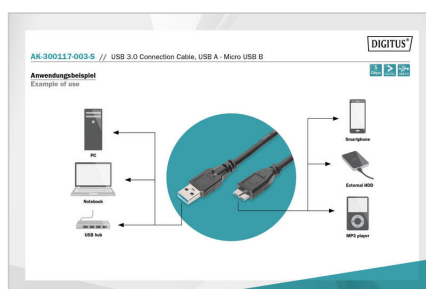 DIGITUS®
AK-300117-003-S // USB 3.0 Connection Cable, USB A - Micro USB B
Anwendungsbeispiel
Example of use
PC
Smartphone
Notebook
External HDD
USB hub
MP3 player